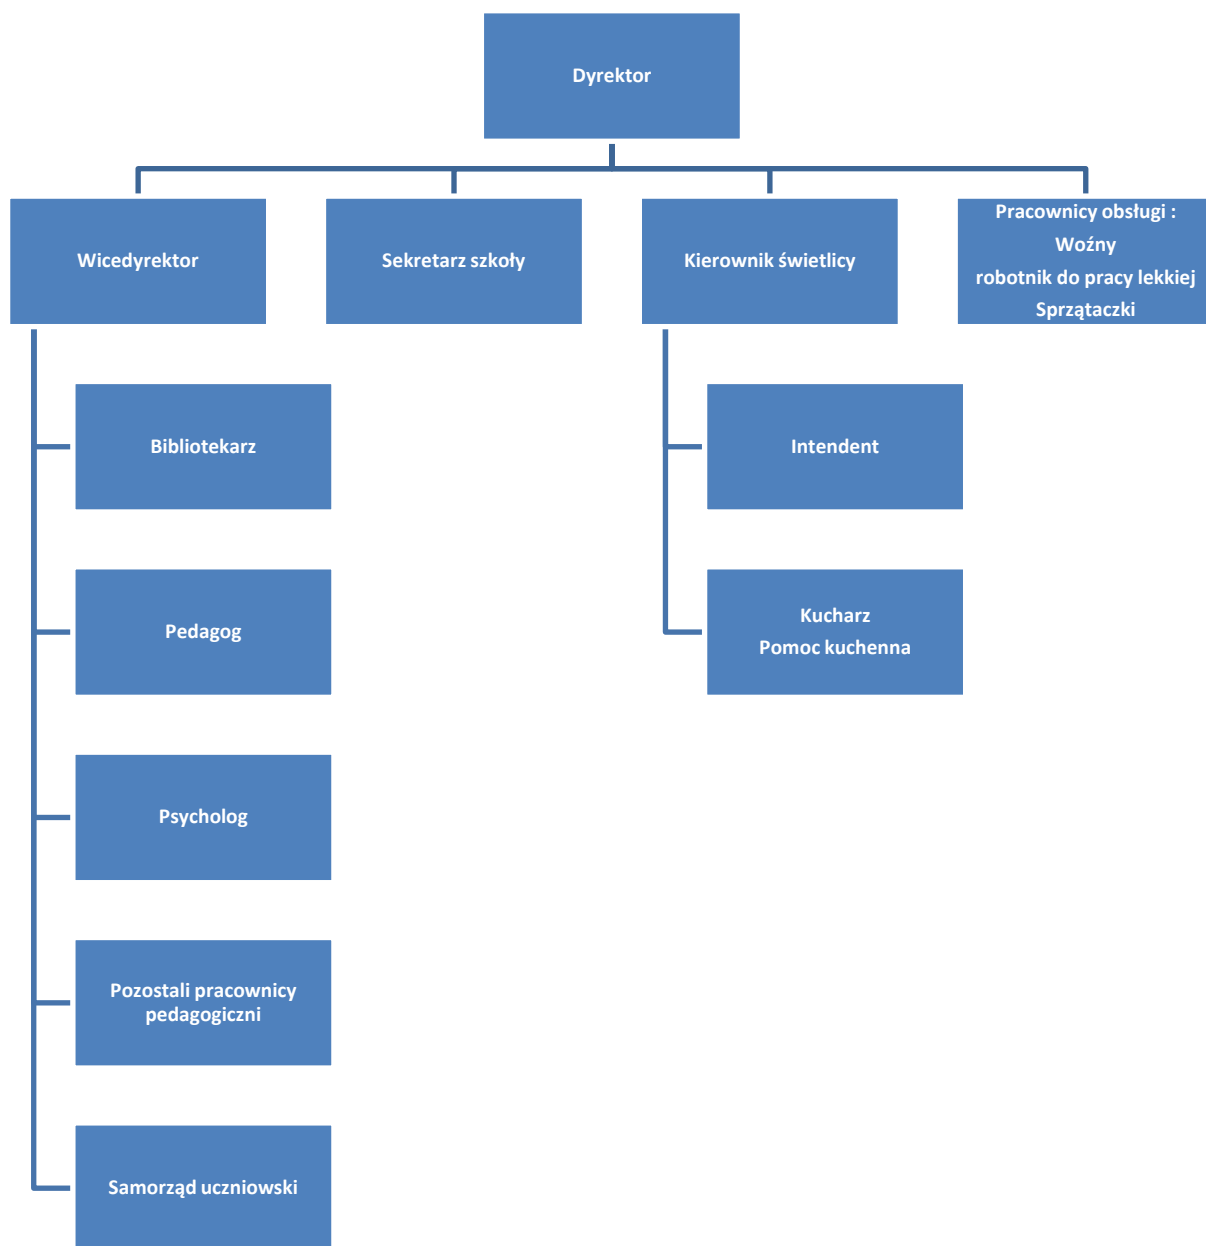 Dyrektor
Wicedyrektor
Sekretarz szkoły
Kierownik świetlicy
Pracownicy obsługi :
Woźny
robotnik do pracy lekkiej
Sprzątaczki
Bibliotekarz
Intendent
Pedagog
Kucharz
Pomoc kuchenna
Psycholog
Pozostali pracownicy
pedagogiczni
Samorząd uczniowski